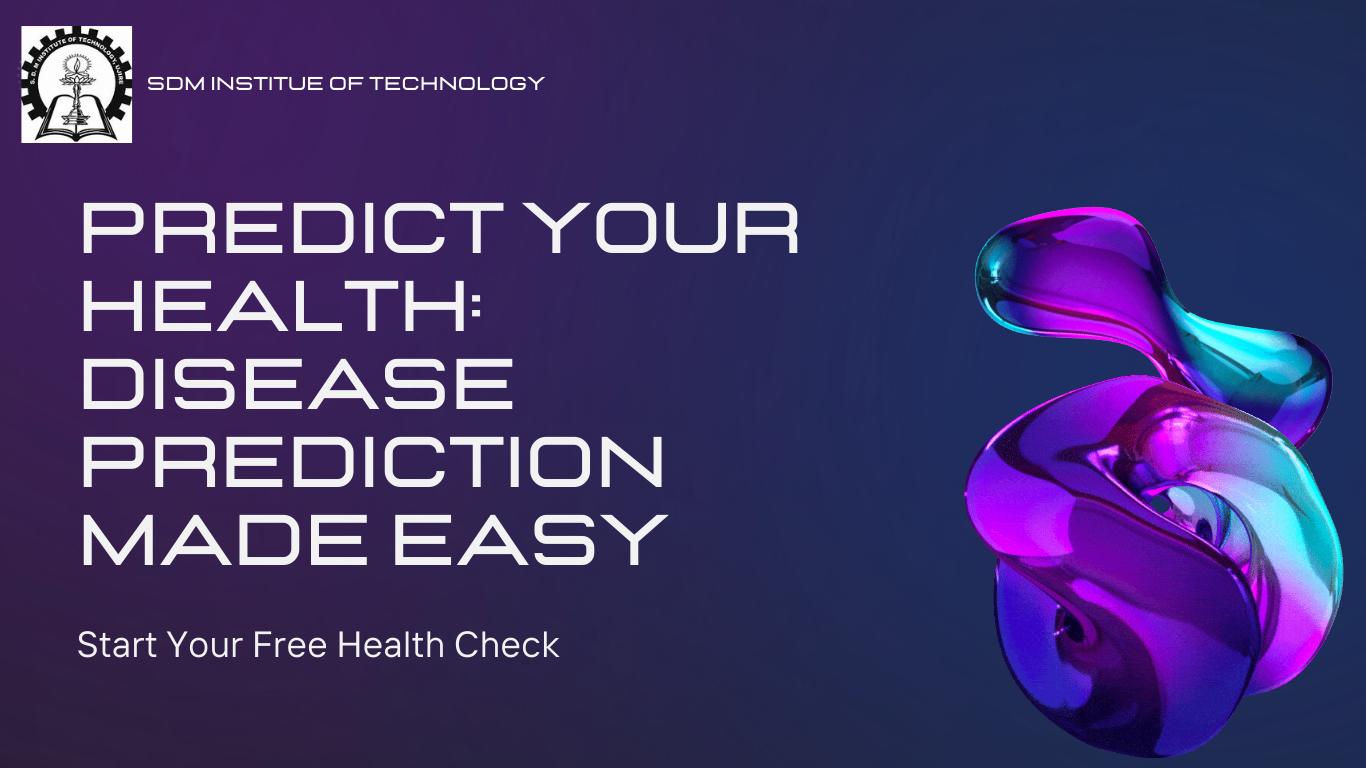 S. D. M INSTITUTE OF TECHNOLOGY, UJIRE
SDM INSTITUE OF TECHNOLOGY
PREDICT YOUR
HEALTH:
DISEASE
PREDICTION
MADE EASY
Start Your Free Health Check